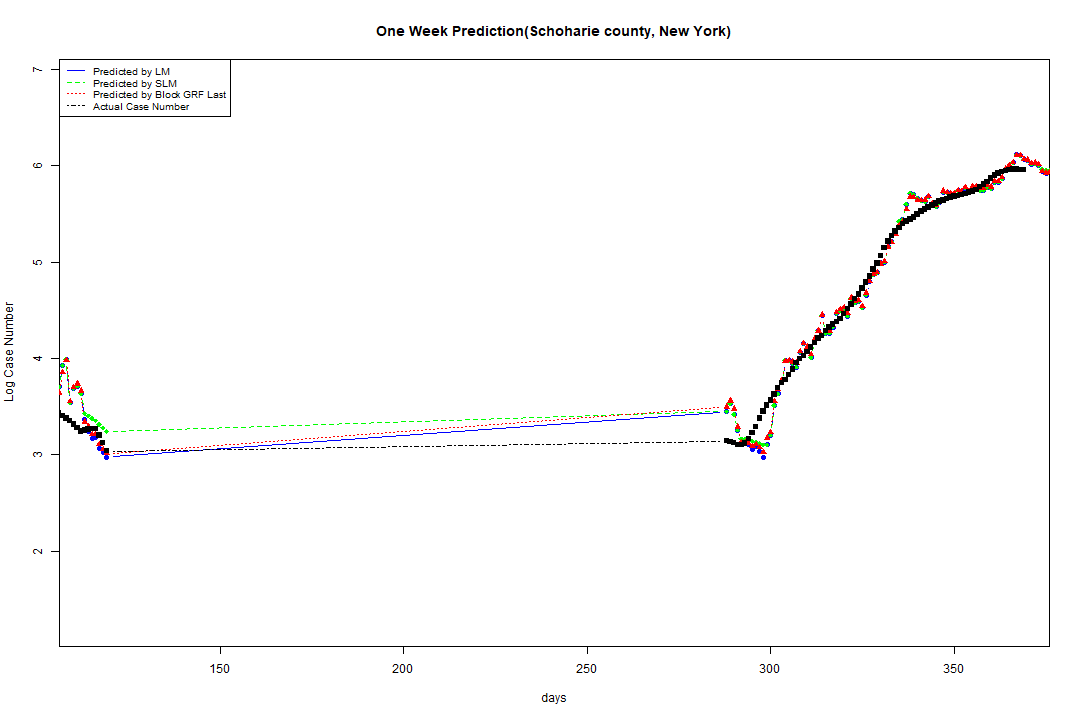 One Week Prediction(Schoharie county, New York)
Predicted by LM
Predicted by SLM
Predicted by Block GRF Last
Actual Case Number
7
6
5
4
3
2
Log Case Number
150 200 250 300 350
days